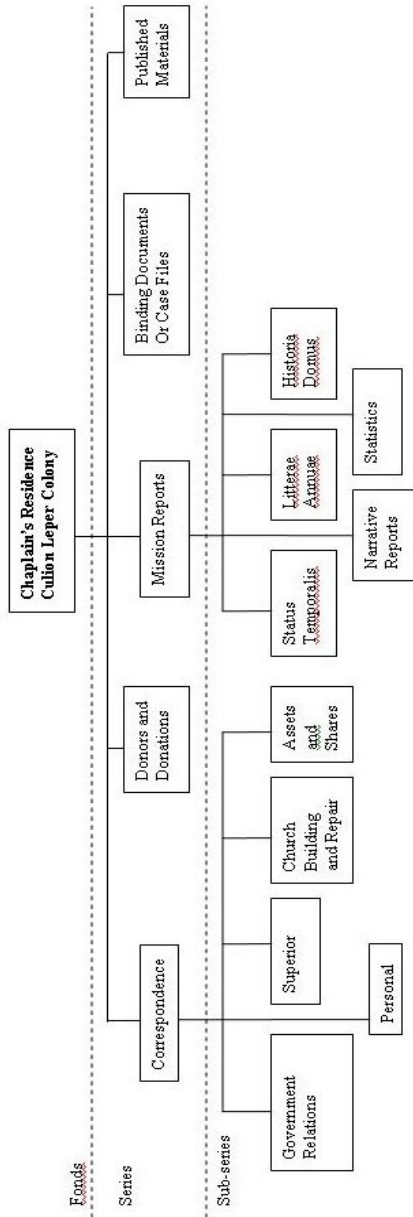 Chaplain's Residence
Culion Leper Colony
Fonds
Series
Correspondence
Donors and
Donations
Mission Reports
Binding Documents
Or Case Files
Published
Materials
Sub-series
Government
Relations
Personal
Superior
Church
Building
and Repair
Assets
and
Shares
Status
Temporalis
Narrative
Reports
Litterae
Annuae
Statistics
Historia
Domus